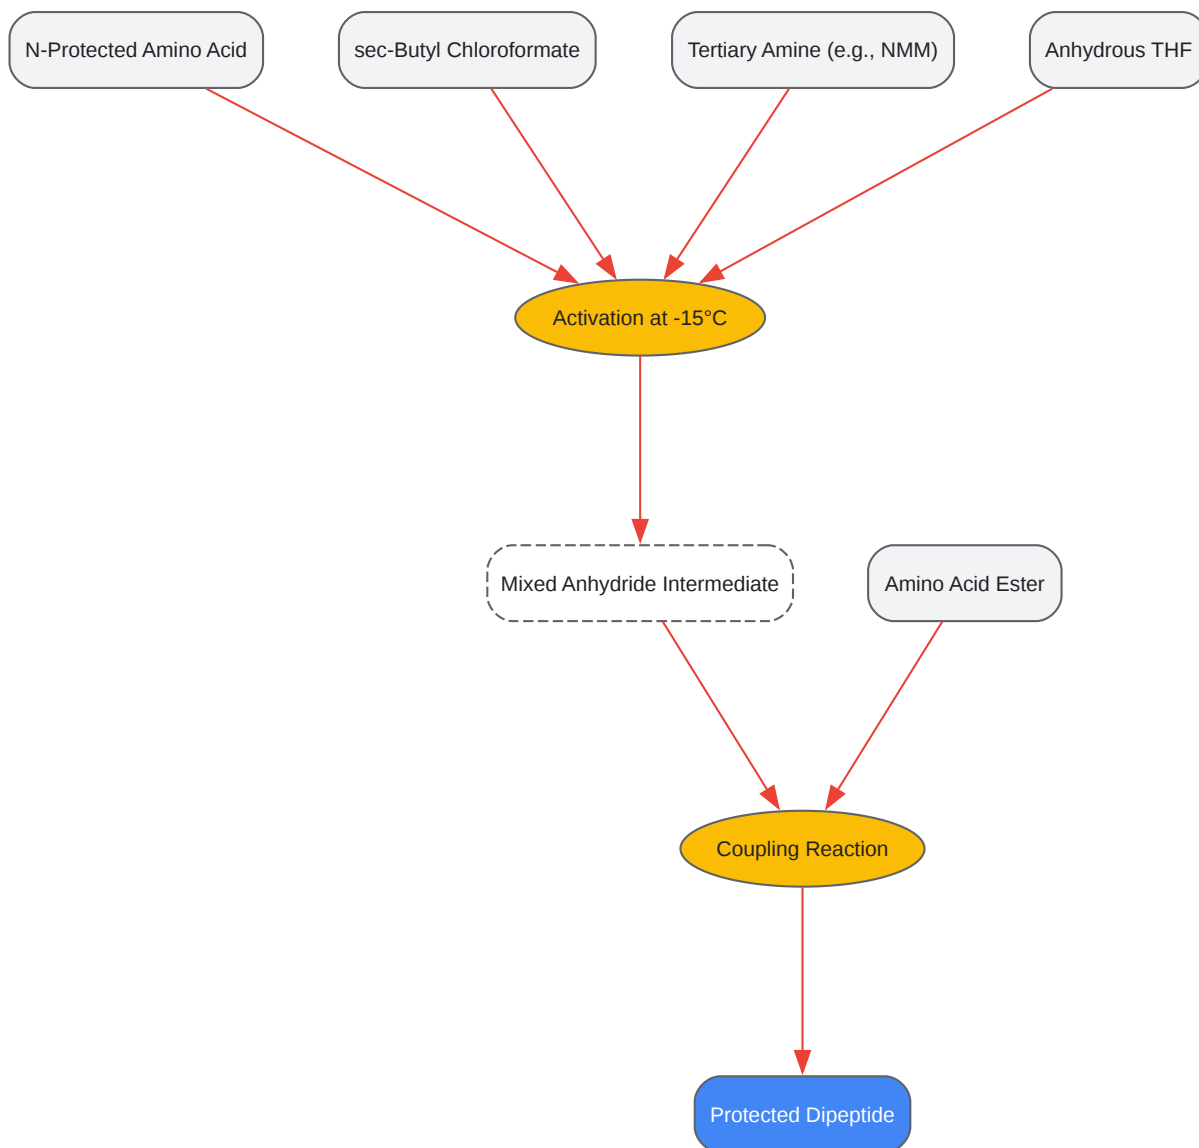 N-Protected Amino Acid
sec-Butyl Chloroformate
Tertiary Amine (e.g., NMM)
Anhydrous THF
Activation at -15°C
Mixed Anhydride Intermediate
Amino Acid Ester
Coupling Reaction
Protected Dipeptide